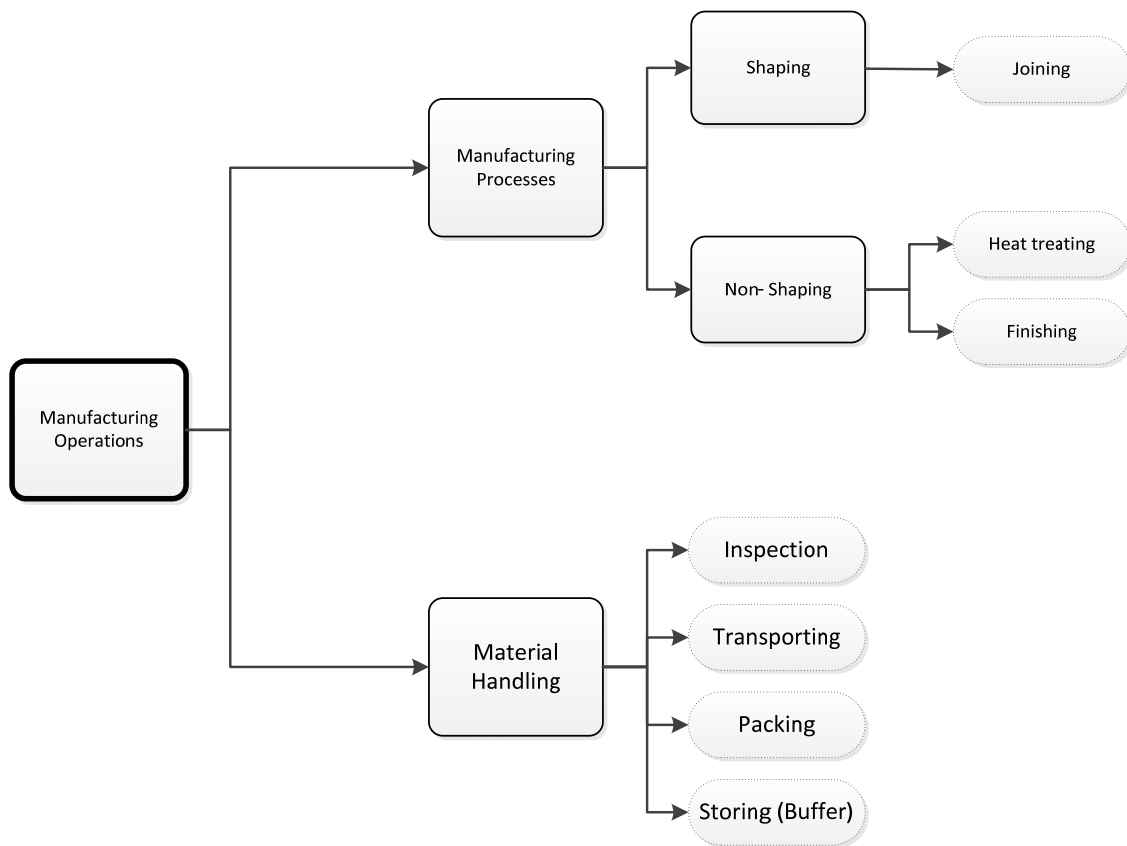 Shaping
Joining
Manufacturing
Processes
Heat treating
Non- Shaping
Finishing
Manufacturing
Operations
Inspection
Transporting
Material
Handling
Packing
Storing (Buffer)